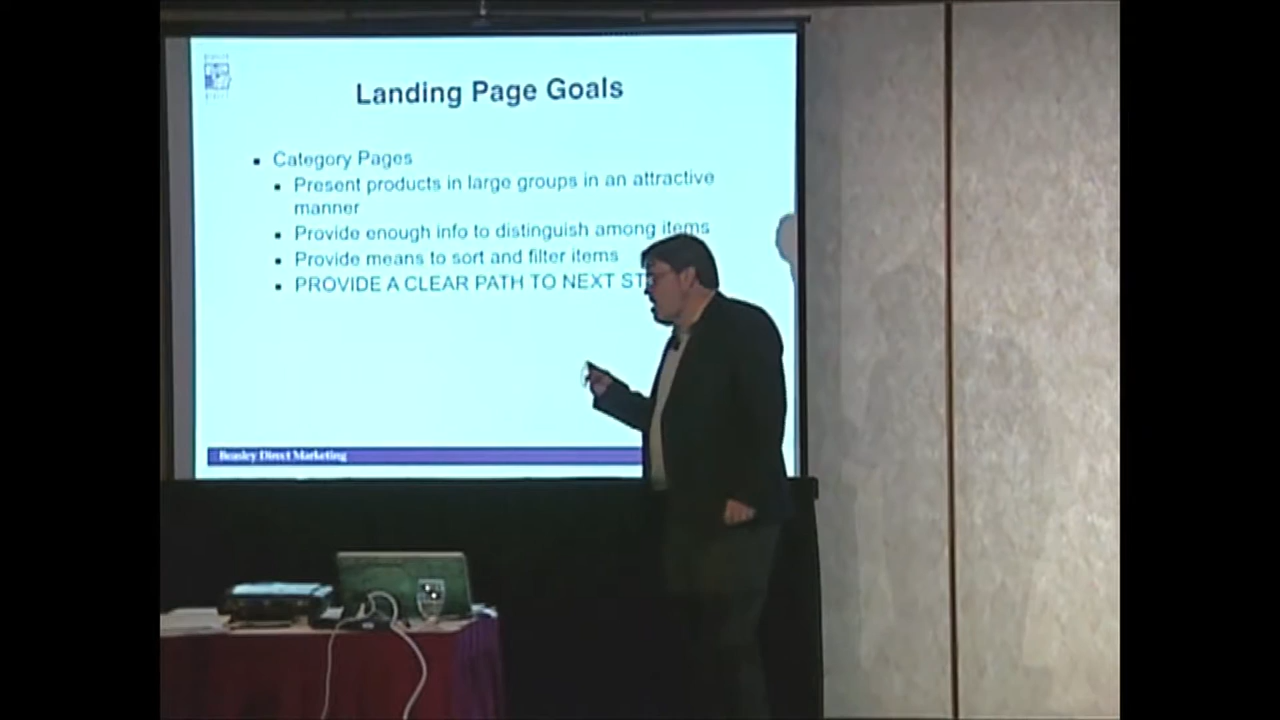 Landing Page Goals
Category Pages
Present products in large groups in an attractive
manner
Provide enough info to distinguish among items
Provide means to sort and filter items
PROVIDE A CLEAR PATH TO NEXT
Beasley Direct Marketing